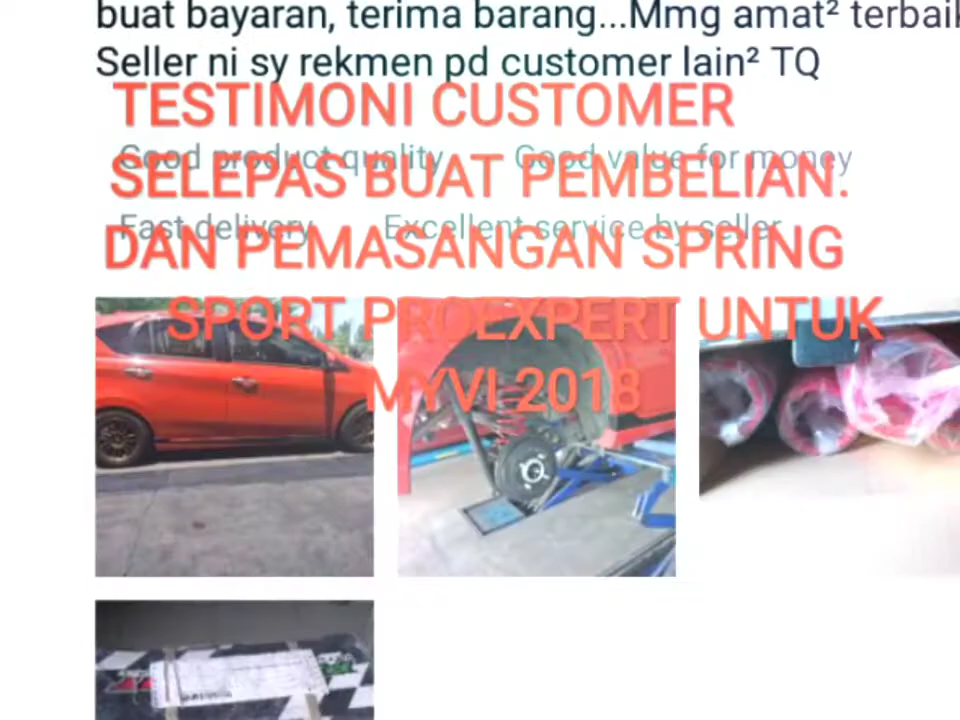 buat bayaran, terima barang...Mmg amat² terbaik
Seller ni sy rekmen pd customer lain² TQ
TESTIMONI CUSTOMER
Good product quality Good value for money
SELEPAS BUAT PEMBELIAN.
Fast delivery Excellent service by seller
DAN PEMASANGAN SPRING
SPORT PROEXPERT UNTUK
MYVI 2018